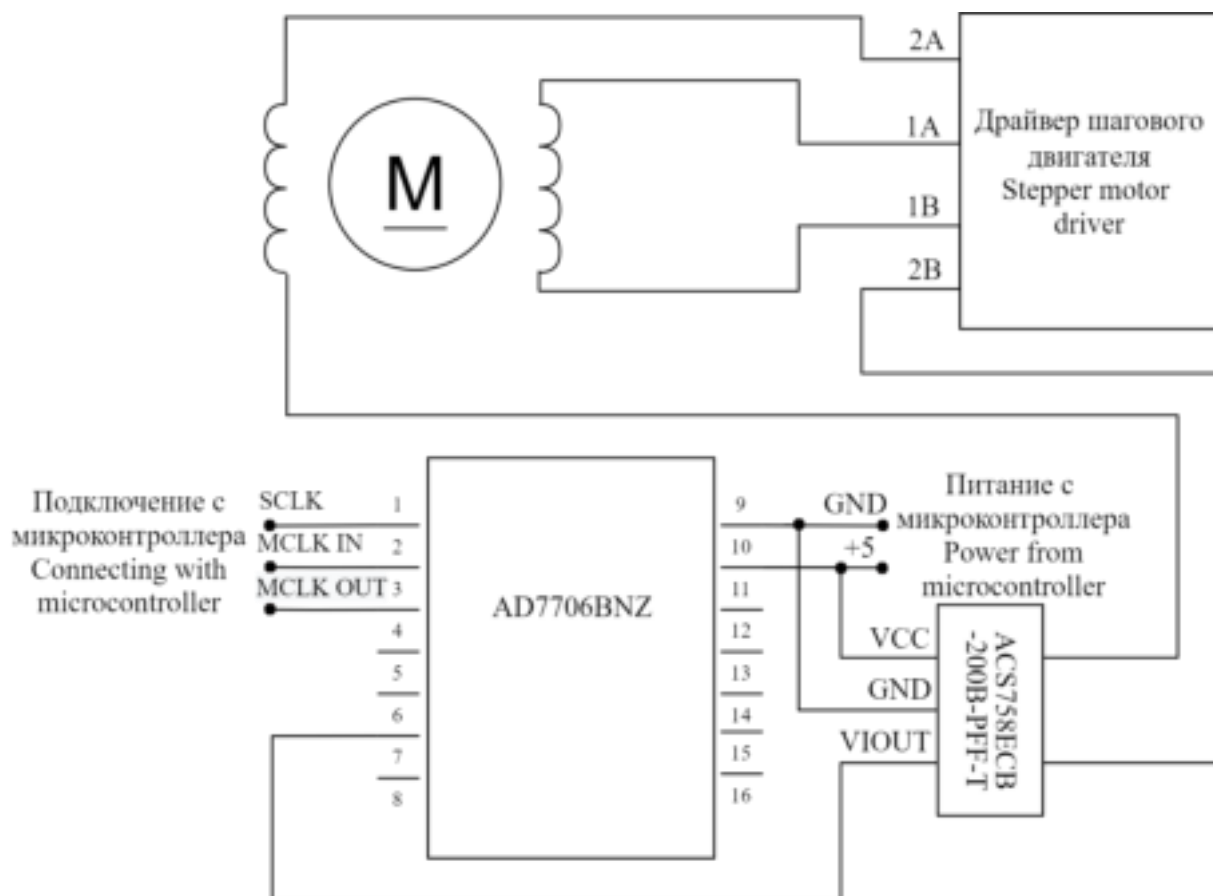 2A
1A
1B
2B
Драйвер шагового
двигателя
Stepper motor
driver
M
Подключение с
микроконтроллера
Connecting with
microcontroller
SCLK
MCLK IN
MCLK OUT
1
2
3
4
5
6
7
8
AD7706BNZ
9
10
11
12
13
14
15
16
GND
+5
Питание с
микроконтроллера
Power from
microcontroller
VCC
GND
VIOUT
ACS758ECB
-200B-PFF-T